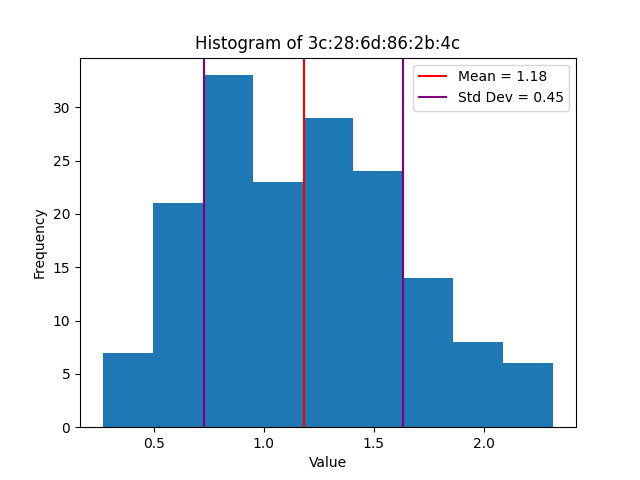 Histogram of 3c:28:6d:86:2b:4c
Mean = 1.18
Std Dev = 0.45
Frequency
30
25
20
15
10
5
0
0.5 1.0 1.5 2.0
Value